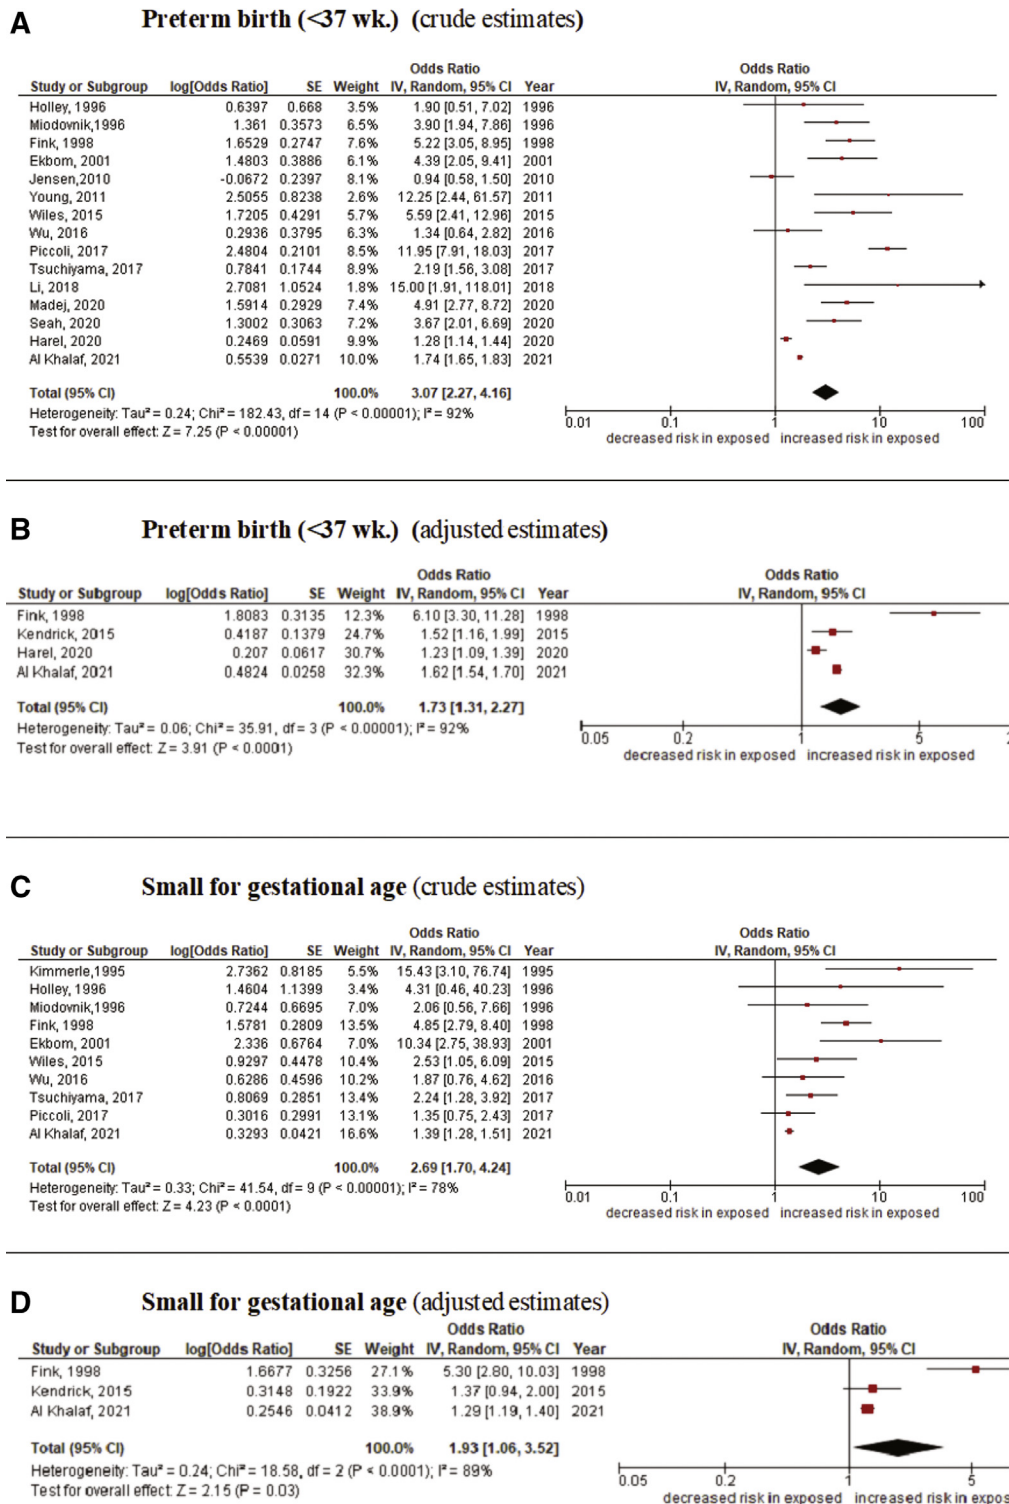 A Preterm birth (<37 wk.) (crude estimates)
Odds Ratio Odds Ratio
Study or Subgroup log[Odds Ratio] SE Weight IV, Random, 95% CI Year IV, Random, 95% CI
Holley, 1996 0.6397 0.668 3.5% 1.90 [0.51, 7.02] 1996
Miodovnik,1996 1.361 0.3573 6.5% 3.90 [1.94, 7.86] 1996
Fink, 1998 1.6529 0.2747 7.6% 5.22 [3.05, 8.95] 1998
Ekbom, 2001 1.4803 0.3886 6.1% 4.39 [2.05, 9.41] 2001
Jensen,2010 -0.0672 0.2397 8.1% 0.94 [0.58, 1.50] 2010
Young, 2011 2.5055 0.8238 2.6% 12.25 [2.44, 61.57] 2011
Wiles, 2015 1.7205 0.4291 5.7% 5.59 [2.41, 12.96] 2015
Wu, 2016 0.2936 0.3795 6.3% 1.34 [0.64, 2.82] 2016
Piccoli, 2017 2.4804 0.2101 8.5% 11.95 [7.91, 18.03] 2017
Tsuchiyama, 2017 0.7841 0.1744 8.9% 2.19 [1.56, 3.08] 2017
Li, 2018 2.7081 1.0524 1.8% 15.00 [1.91, 118.01] 2018
Madej, 2020 1.5914 0.2929 7.4% 4.91 [2.77, 8.72] 2020
Seah, 2020 1.3002 0.3063 7.2% 3.67 [2.01, 6.69] 2020
Harel, 2020 0.2469 0.0591 9.9% 1.28 [1.14, 1.44] 2020
Al Khalaf, 2021 0.5539 0.0271 10.0% 1.74 [1.65, 1.83] 2021
Total (95% CI) 100.0% 3.07 [2.27, 4.16]
Heterogeneity: Tau² = 0.24; Chi² = 182.43, df = 14 (P < 0.00001); I² = 92%
Test for overall effect: Z = 7.25 (P < 0.00001)
0.01 0.1 1 10 100
decreased risk in exposed increased risk in exposed
B Preterm birth (<37 wk.) (adjusted estimates)
Odds Ratio Odds Ratio
Study or Subgroup log[Odds Ratio] SE Weight IV, Random, 95% CI Year IV, Random, 95% CI
Fink, 1998 1.8083 0.3135 12.3% 6.10 [3.30, 11.28] 1998
Kendrick, 2015 0.4187 0.1379 24.7% 1.52 [1.16, 1.99] 2015
Harel, 2020 0.207 0.0617 30.7% 1.23 [1.09, 1.39] 2020
Al Khalaf, 2021 0.4824 0.0258 32.3% 1.62 [1.54, 1.70] 2021
Total (95% CI) 100.0% 1.73 [1.31, 2.27]
Heterogeneity: Tau² = 0.06; Chi² = 35.91, df = 3 (P < 0.00001); I² = 92%
Test for overall effect: Z = 3.91 (P < 0.0001)
0.05 0.2 1 5
decreased risk in exposed increased risk in exposed
C Small for gestational age (crude estimates)
Odds Ratio Odds Ratio
Study or Subgroup log[Odds Ratio] SE Weight IV, Random, 95% CI Year IV, Random, 95% CI
Kimmerle,1995 2.7362 0.8185 5.5% 15.43 [3.10, 76.74] 1995
Holley, 1996 1.4604 1.1399 3.4% 4.31 [0.46, 40.23] 1996
Miodovnik,1996 0.7244 0.6695 7.0% 2.06 [0.56, 7.66] 1996
Fink, 1998 1.5781 0.2809 13.5% 4.85 [2.79, 8.40] 1998
Ekbom, 2001 2.336 0.6764 7.0% 10.34 [2.75, 38.93] 2001
Wiles, 2015 0.9297 0.4478 10.4% 2.53 [1.05, 6.09] 2015
Wu, 2016 0.6286 0.4596 10.2% 1.87 [0.76, 4.62] 2016
Tsuchiyama, 2017 0.8069 0.2851 13.4% 2.24 [1.28, 3.92] 2017
Piccoli, 2017 0.3016 0.2991 13.1% 1.35 [0.75, 2.43] 2017
Al Khalaf, 2021 0.3293 0.0421 16.6% 1.39 [1.28, 1.51] 2021
Total (95% CI) 100.0% 2.69 [1.70, 4.24]
Heterogeneity: Tau² = 0.33; Chi² = 41.54, df = 9 (P < 0.00001); I² = 78%
Test for overall effect: Z = 4.23 (P < 0.0001)
0.01 0.1 1 10 100
decreased risk in exposed increased risk in exposed
D Small for gestational age (adjusted estimates)
Odds Ratio Odds Ratio
Study or Subgroup log[Odds Ratio] SE Weight IV, Random, 95% CI Year IV, Random, 95% CI
Fink, 1998 1.6677 0.3256 27.1% 5.30 [2.80, 10.03] 1998
Kendrick, 2015 0.3148 0.1922 33.9% 1.37 [0.94, 2.00] 2015
Al Khalaf, 2021 0.2546 0.0412 38.9% 1.29 [1.19, 1.40] 2021
Total (95% CI) 100.0% 1.93 [1.06, 3.52]
Heterogeneity: Tau² = 0.24; Chi² = 18.58, df = 2 (P < 0.0001); I² = 89%
Test for overall effect: Z = 2.15 (P = 0.03)
0.05 0.2 1 5
decreased risk in exposed increased risk in expos